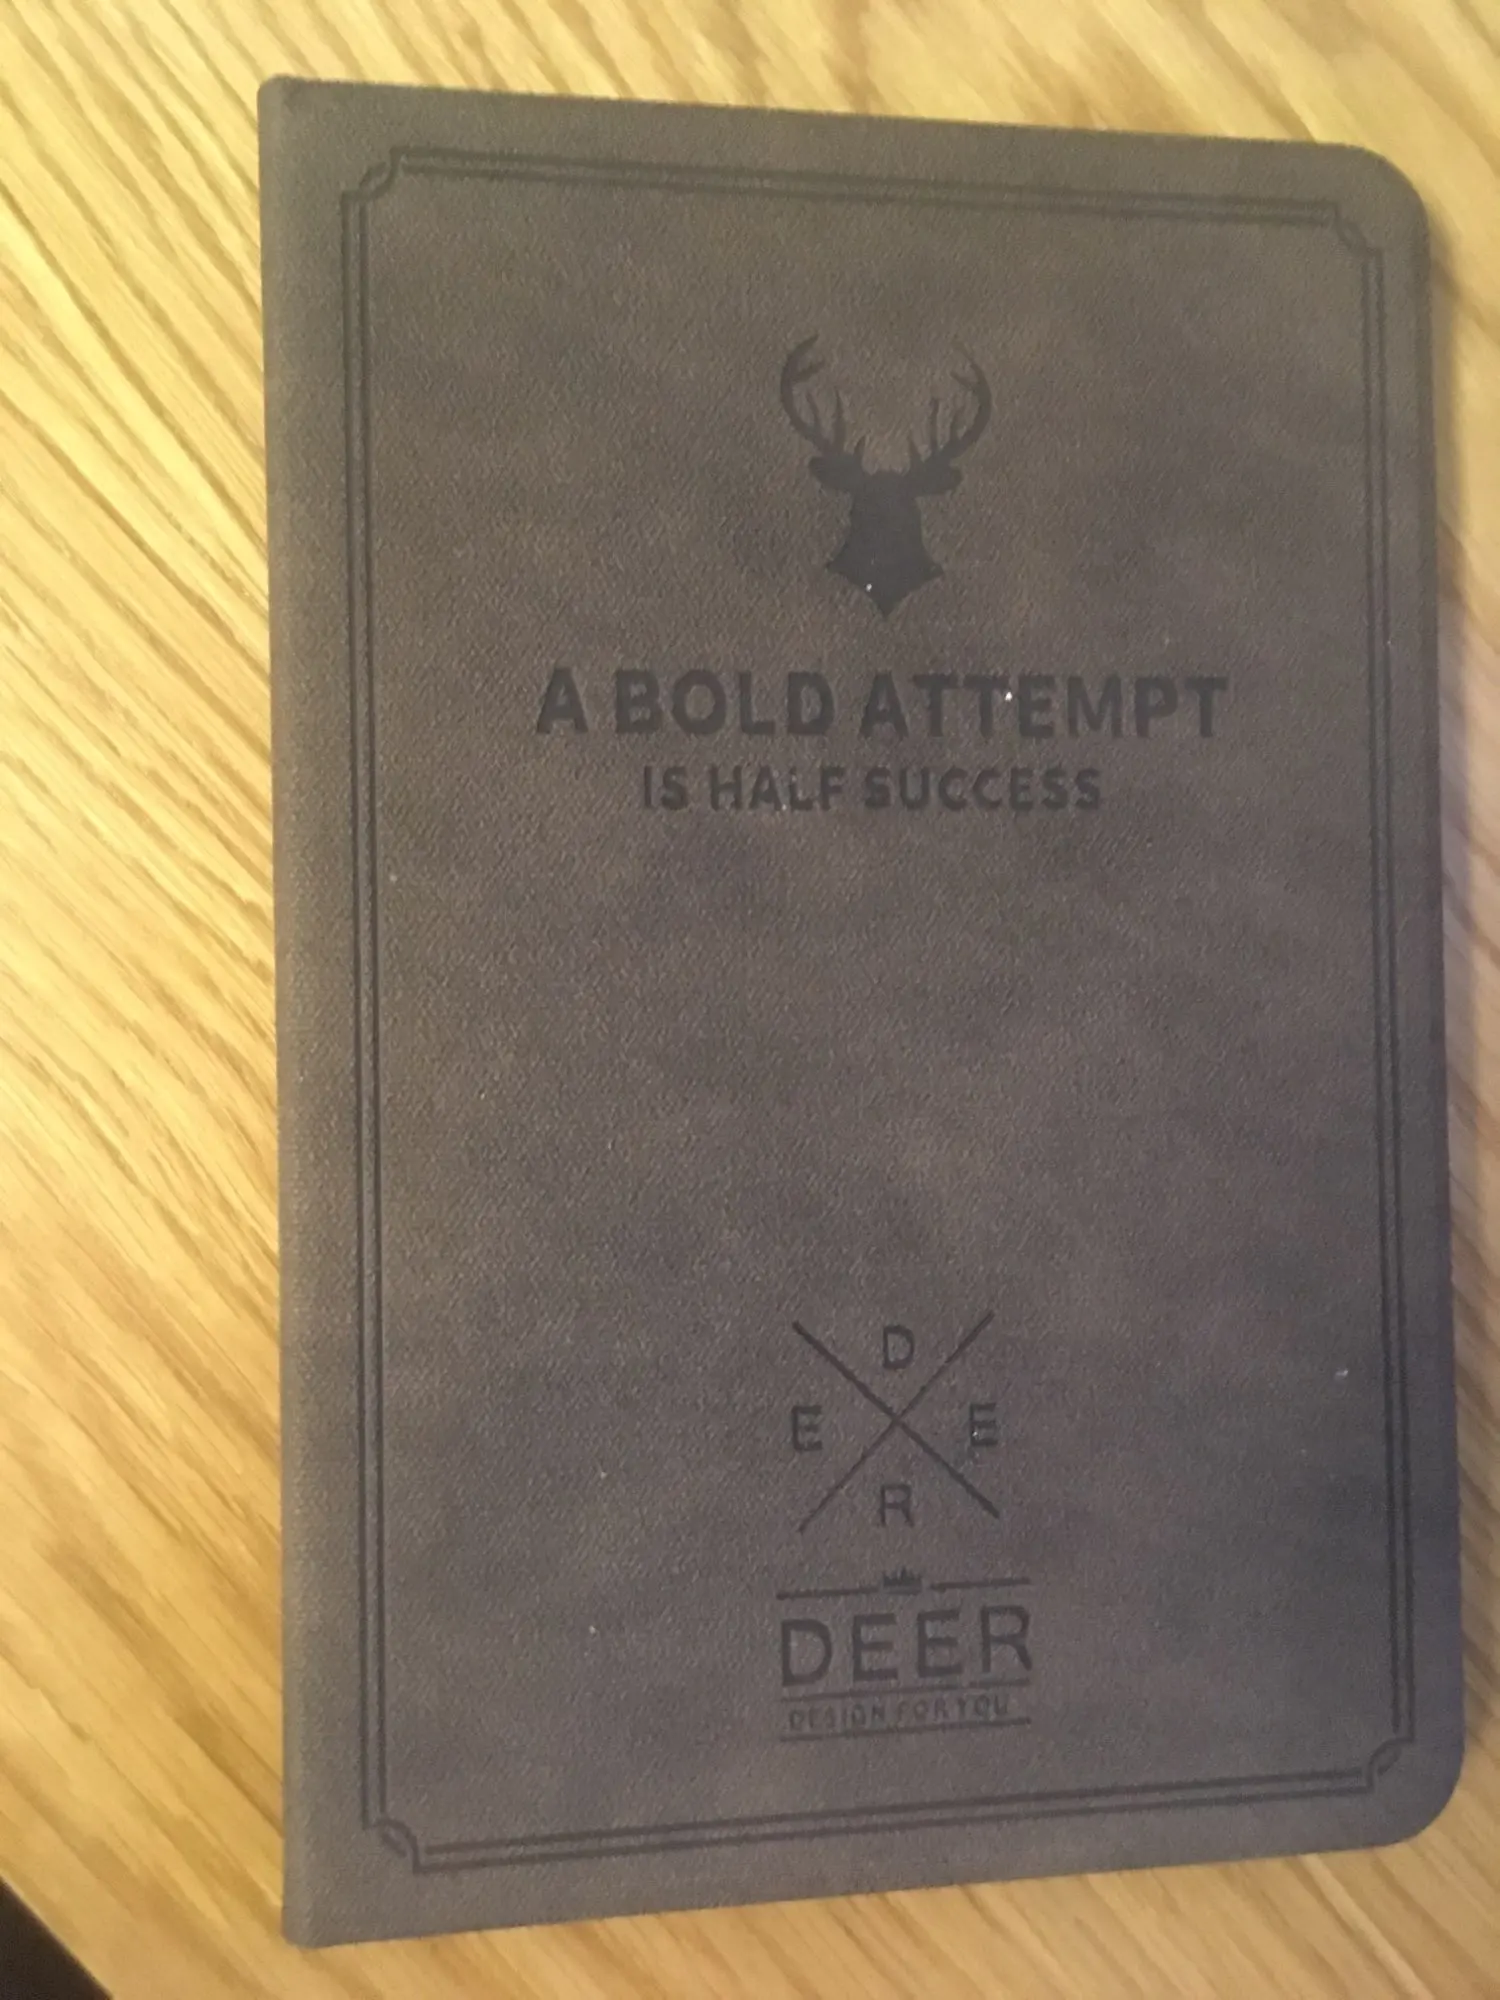 A BOLD ATTEMPT
IS HALF SUCCESS
D
E E
R
DEER
DESIGN FOR YOU